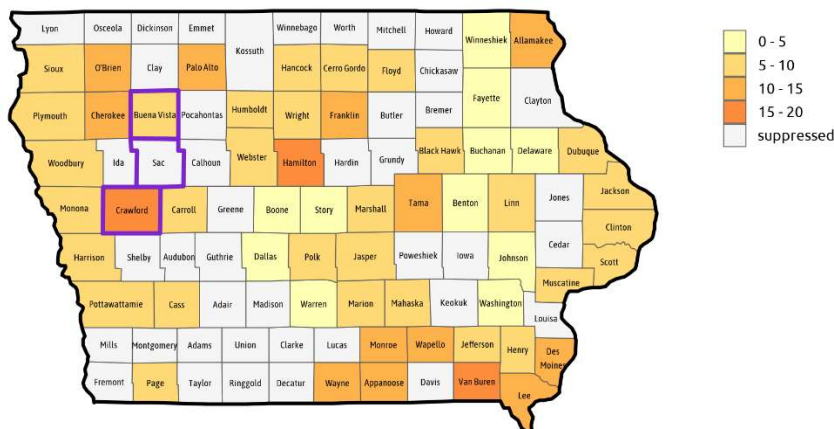 Lyon Osceola Dickinson Emmet Winnebago Worth Mitchell Howard Winneshiek Allamakee
Kossuth
Sioux O'Brien Clay Palo Alto Hancock Cerro Gordo Floyd Chickasaw
Fayette Clayton
Plymouth Cherokee Buena Vista Pocahontas Humboldt Wright Franklin Butler Bremer
Woodbury Ida Sac Calhoun Webster Hamilton Hardin Grundy Black Hawk Buchanan Delaware Dubuque
Monona Crawford Carroll Greene Boone Story Marshall Tama Benton Linn Jones Jackson
Clinton
Harrison Shelby Audubon Guthrie Dallas Polk Jasper Poweshiek Iowa Johnson Cedar Scott
Muscatine
Pottawattamie Cass Adair Madison Warren Marion Mahaska Keokuk Washington Louisa
Mills Montgomery Adams Union Clarke Lucas Monroe Wapello Jefferson Henry Des
Moines
Fremont Page Taylor Ringgold Decatur Wayne Appanoose Davis Van Buren Lee
0 - 5
5 - 10
10 - 15
15 - 20
suppressed